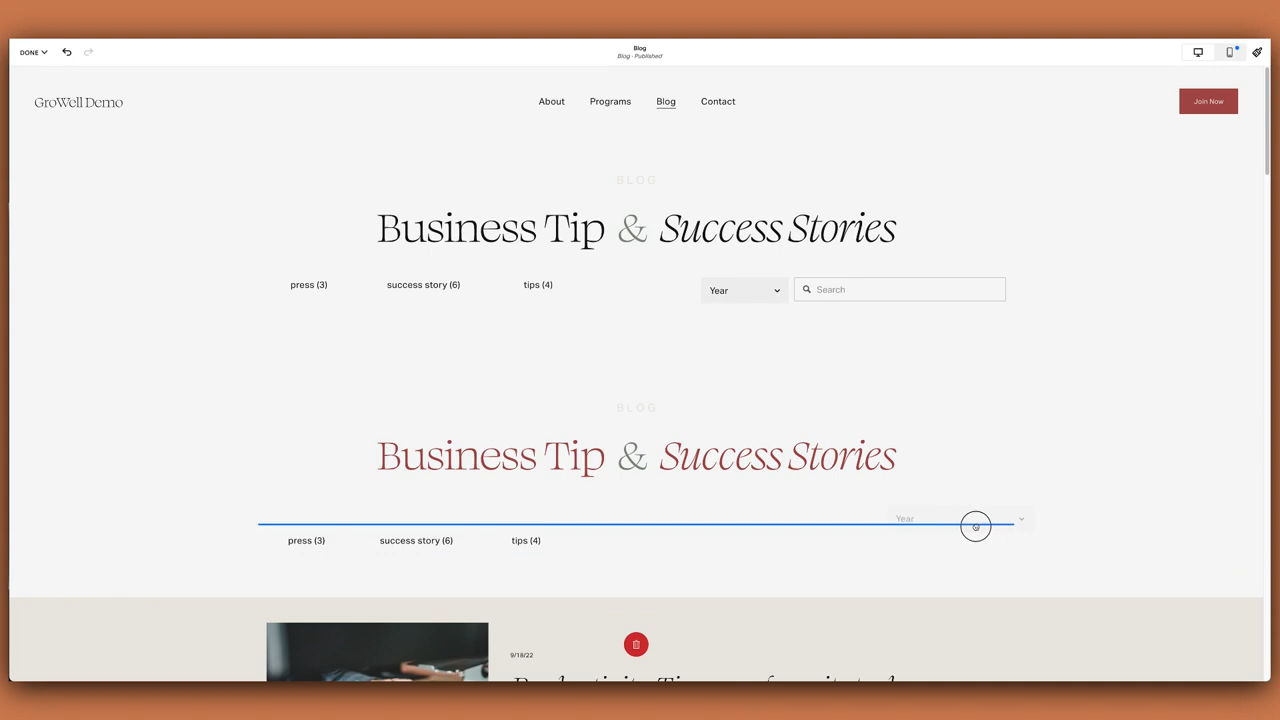 DONE
Blog
Blog · Published
GroWell Demo
About Programs Blog Contact
Join Now
BLOG
Business Tip & Success Stories
press (3) success story (6) tips (4)
Year
Search
BLOG
Business Tip & Success Stories
Year
press (3) success story (6) tips (4)
9/18/22